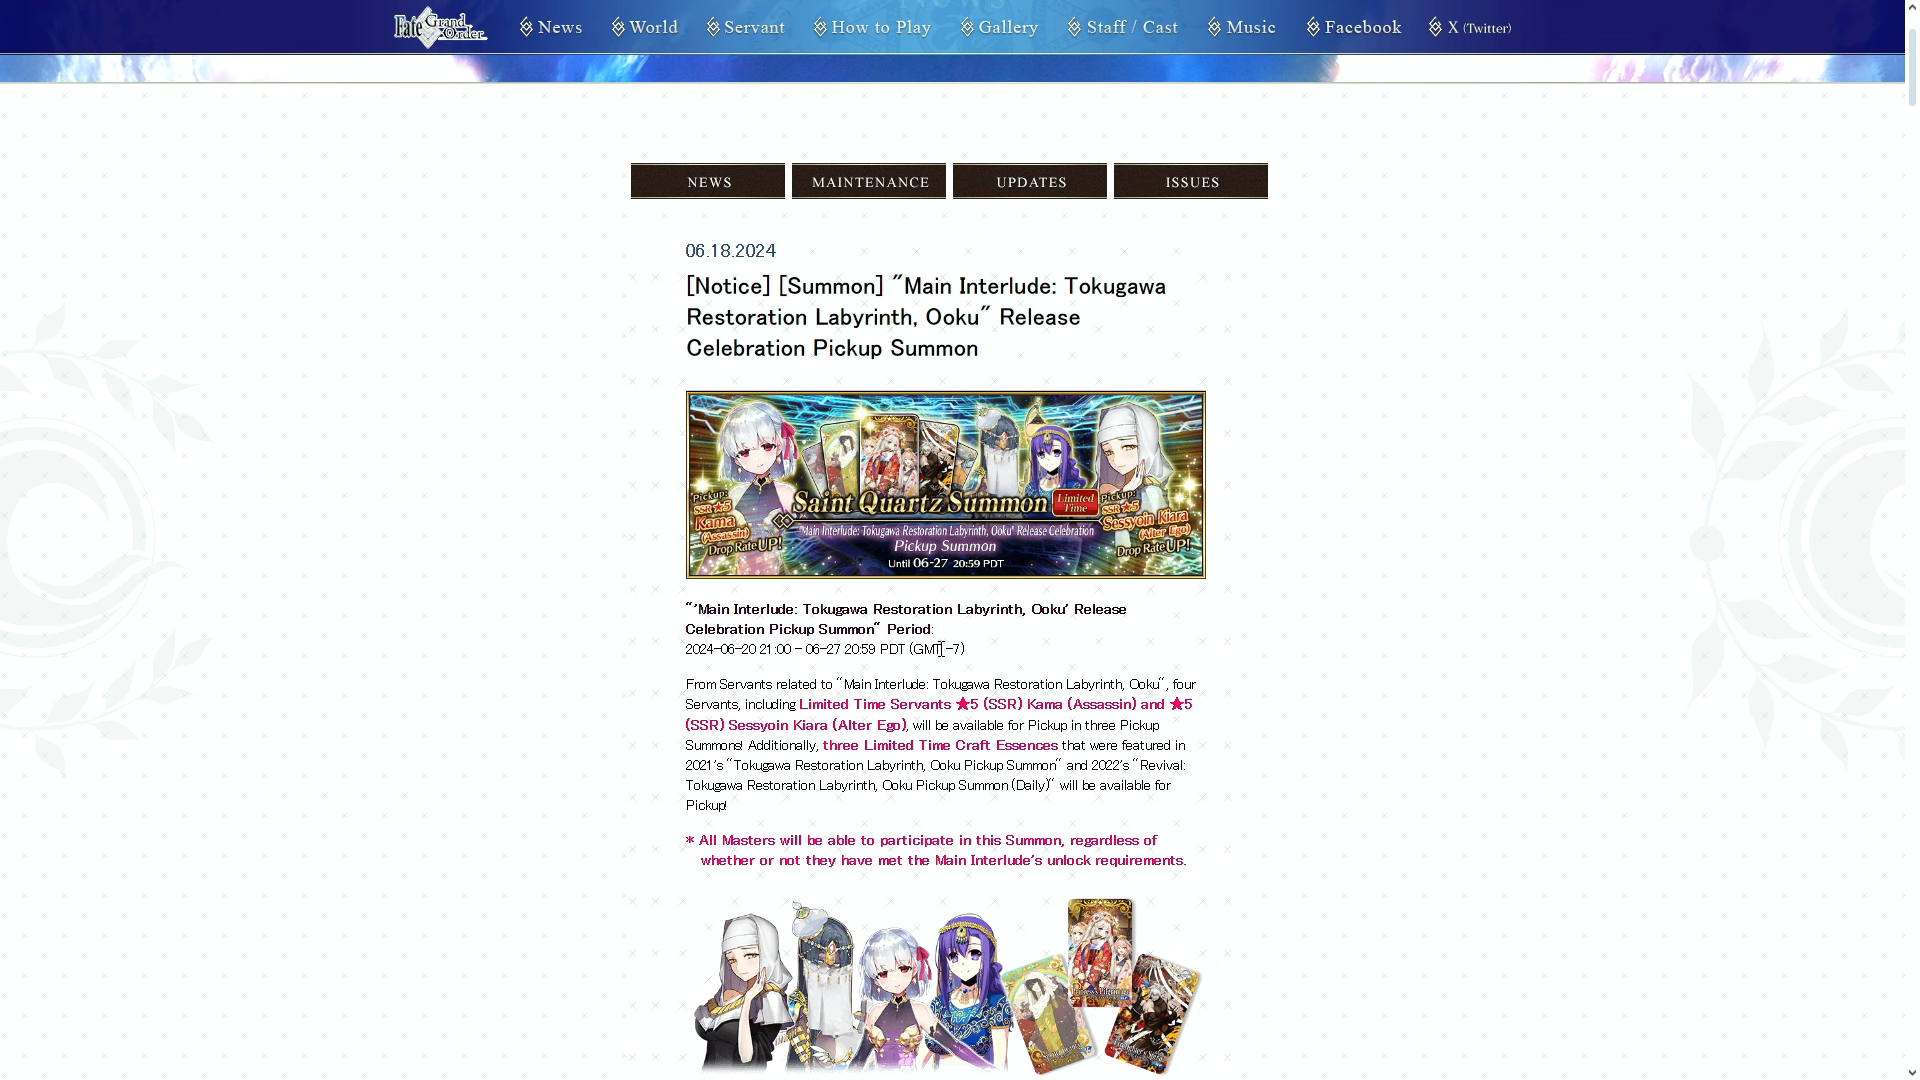 Fate Grand Order
News
World
Servant
How to Play
Gallery
Staff / Cast
Music
Facebook
X (Twitter)
NEWS
MAINTENANCE
UPDATES
ISSUES
06.18.2024
[Notice] [Summon] "Main Interlude: Tokugawa
Restoration Labyrinth, Ooku" Release
Celebration Pickup Summon
Pickup:
SSR ★5
Kama
(Assassin)
Drop Rate UP!
Saint Quartz Summon
Limited
Time
"Main Interlude: Tokugawa Restoration Labyrinth, Ooku" Release Celebration
Pickup Summon
Until 06-27 20:59 PDT
Pickup:
SSR ★5
Sessyoin Kiara
(Alter Ego)
Drop Rate UP!
"'Main Interlude: Tokugawa Restoration Labyrinth, Ooku' Release
Celebration Pickup Summon" Period:
2024-06-20 21:00 - 06-27 20:59 PDT (GMT-7)
From Servants related to "Main Interlude: Tokugawa Restoration Labyrinth, Ooku", four
Servants, including Limited Time Servants ★5 (SSR) Kama (Assassin) and ★5
(SSR) Sessyoin Kiara (Alter Ego), will be available for Pickup in three Pickup
Summons! Additionally, three Limited Time Craft Essences that were featured in
2021's "Tokugawa Restoration Labyrinth, Ooku Pickup Summon" and 2022's "Revival:
Tokugawa Restoration Labyrinth, Ooku Pickup Summon (Daily)" will be available for
Pickup!
* All Masters will be able to participate in this Summon, regardless of
whether or not they have met the Main Interlude's unlock requirements.